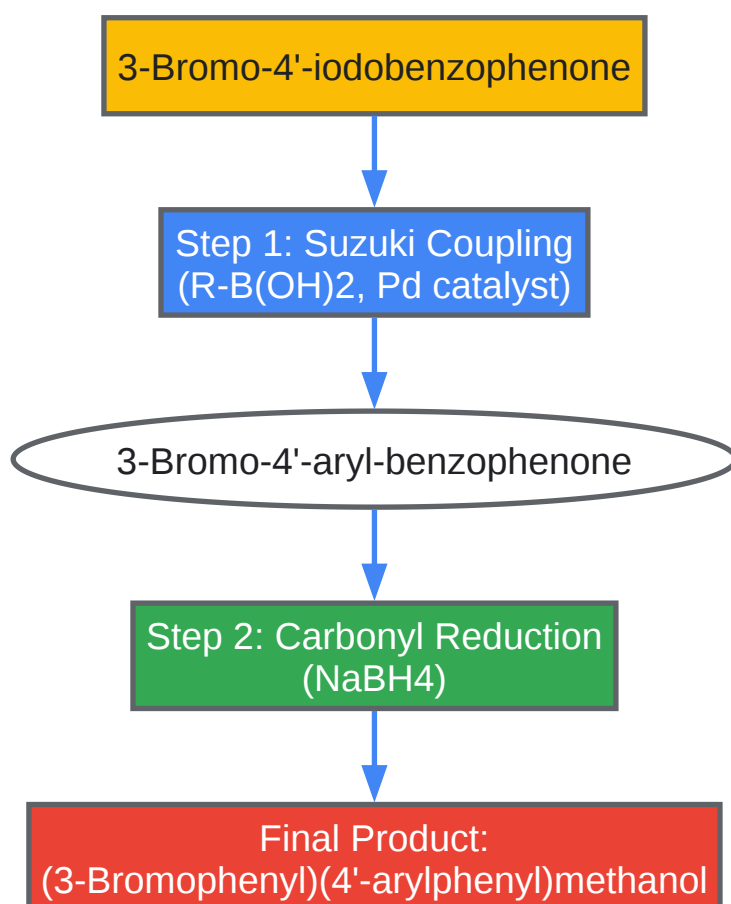 3-Bromo-4'-iodobenzophenone
Step 1: Suzuki Coupling
(R-B(OH)2, Pd catalyst)
3-Bromo-4'-aryl-benzophenone
Step 2: Carbonyl Reduction
(NaBH4)
Final Product:
(3-Bromophenyl)(4'-arylphenyl)methanol